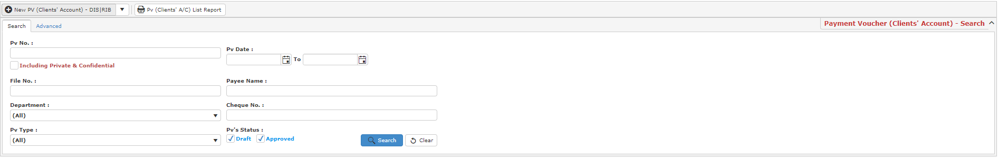 New PV (Clients' Account) - DIS|RIB
Pv (Clients' A/C) List Report
Search
Advanced
Payment Voucher (Clients' Account) - Search
Pv No. :
Pv Date :
To
Including Private & Confidential
File No. :
Payee Name :
Department :
Cheque No. :
(All)
Pv Type :
Pv's Status :
(All)
Draft
Approved
Search
Clear